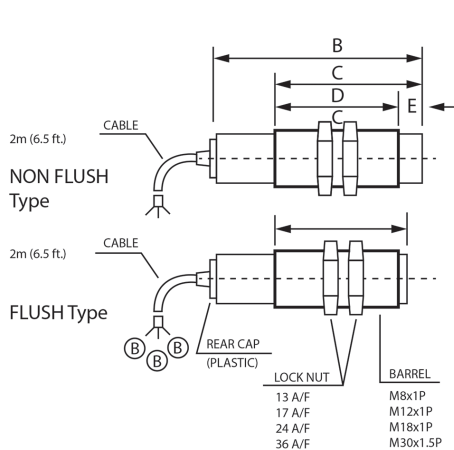 B
C
D
C
E
CABLE
2m (6.5 ft.)
NON FLUSH
Type
CABLE
2m (6.5 ft.)
FLUSH Type
B
B
B
REAR CAP
(PLASTIC)
LOCK NUT
13 A/F
17 A/F
24 A/F
36 A/F
BARREL
M8x1P
M12x1P
M18x1P
M30x1.5P